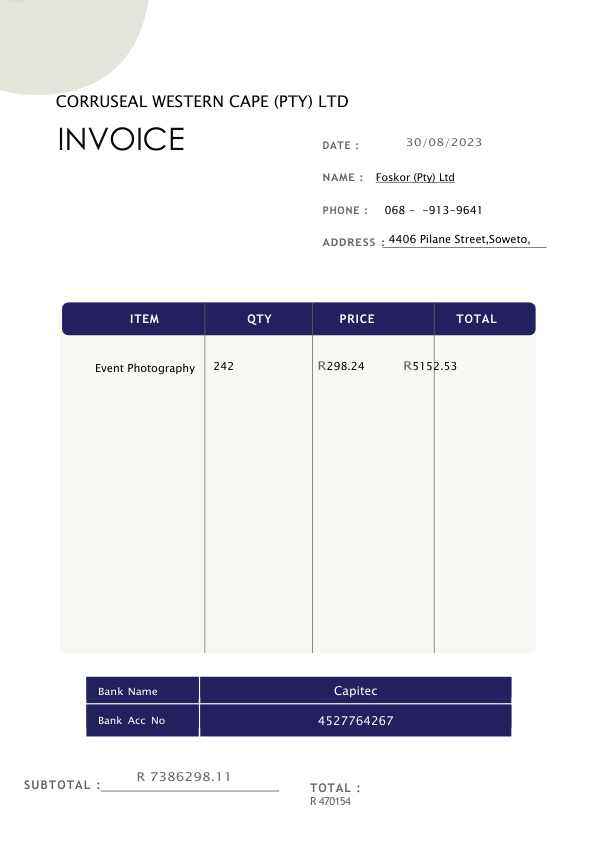 CORRUSEAL WESTERN CAPE (PTY) LTD
INVOICE
DATE : 30/08/2023
NAME : Foskor (Pty) Ltd
PHONE : 068 - -913-9641
ADDRESS : 4406 Pilane Street,Soweto,
ITEM QTY PRICE TOTAL
Event Photography 242 R298.24 R5152.53
Bank Name Capitec
Bank Acc No 4527764267
SUBTOTAL : R 7386298.11
TOTAL :
R 470154